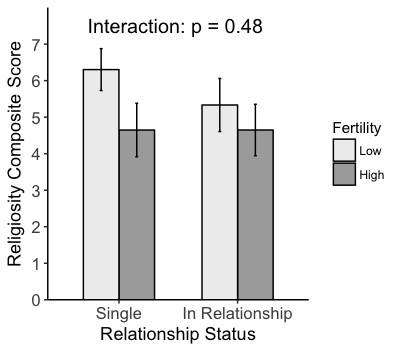 Interaction: p = 0.48
Religiosity Composite Score
7
6
5
4
3
2
1
0
Single
In Relationship
Relationship Status
Fertility
Low
High